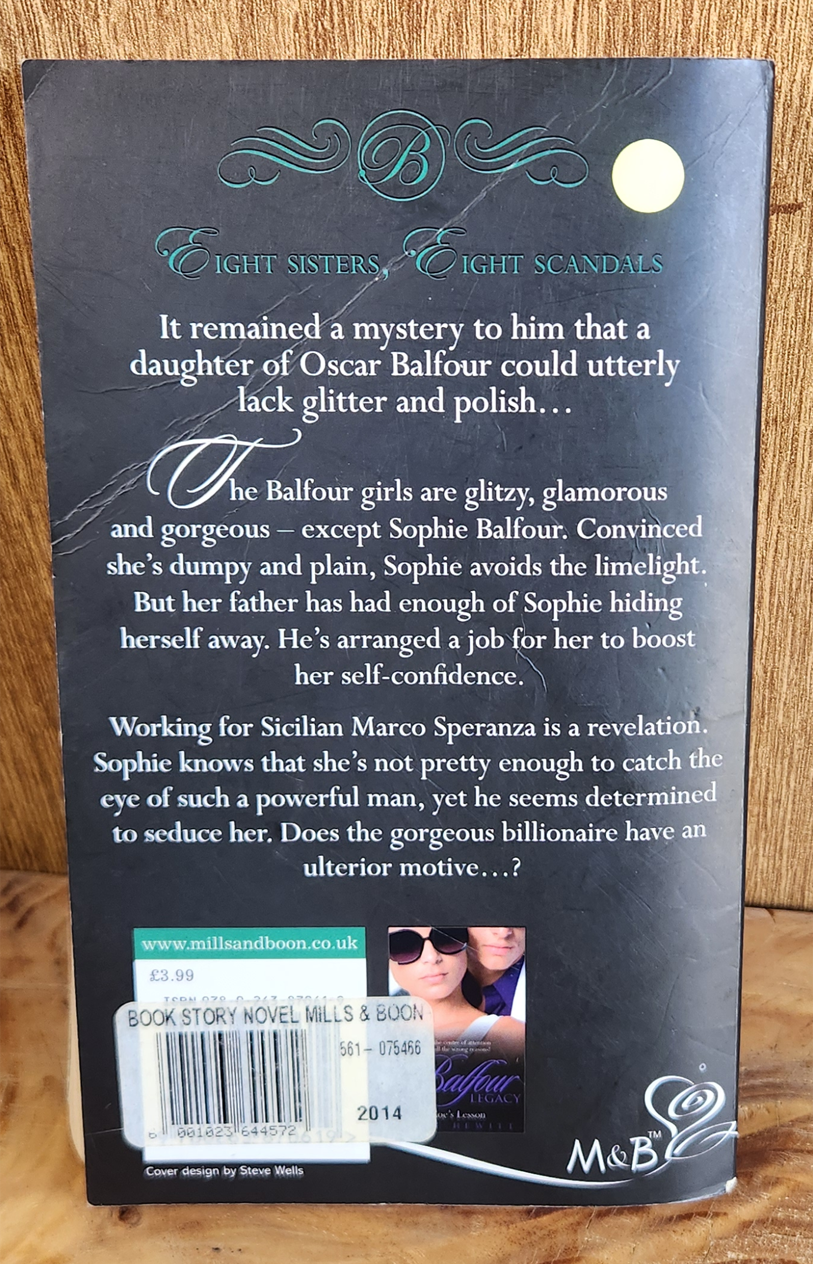 B
EIGHT SISTERS, EIGHT SCANDALS
It remained a mystery to him that a
daughter of Oscar Balfour could utterly
lack glitter and polish…
The Balfour girls are glitzy, glamorous
and gorgeous – except Sophie Balfour. Convinced
she's dumpy and plain, Sophie avoids the limelight.
But her father has had enough of Sophie hiding
herself away. He's arranged a job for her to boost
her self-confidence.
Working for Sicilian Marco Speranza is a revelation.
Sophie knows that she's not pretty enough to catch the
eye of such a powerful man, yet he seems determined
to seduce her. Does the gorgeous billionaire have an
ulterior motive…?
www.millsandboon.co.uk
£3.99
BOOK STORY NOVEL MILLS & BOON
561- 075466
2014
6 001023 644572
Cover design by Steve Wells
Balfour
LEGACY
Lesson
HEWITT
M&B™